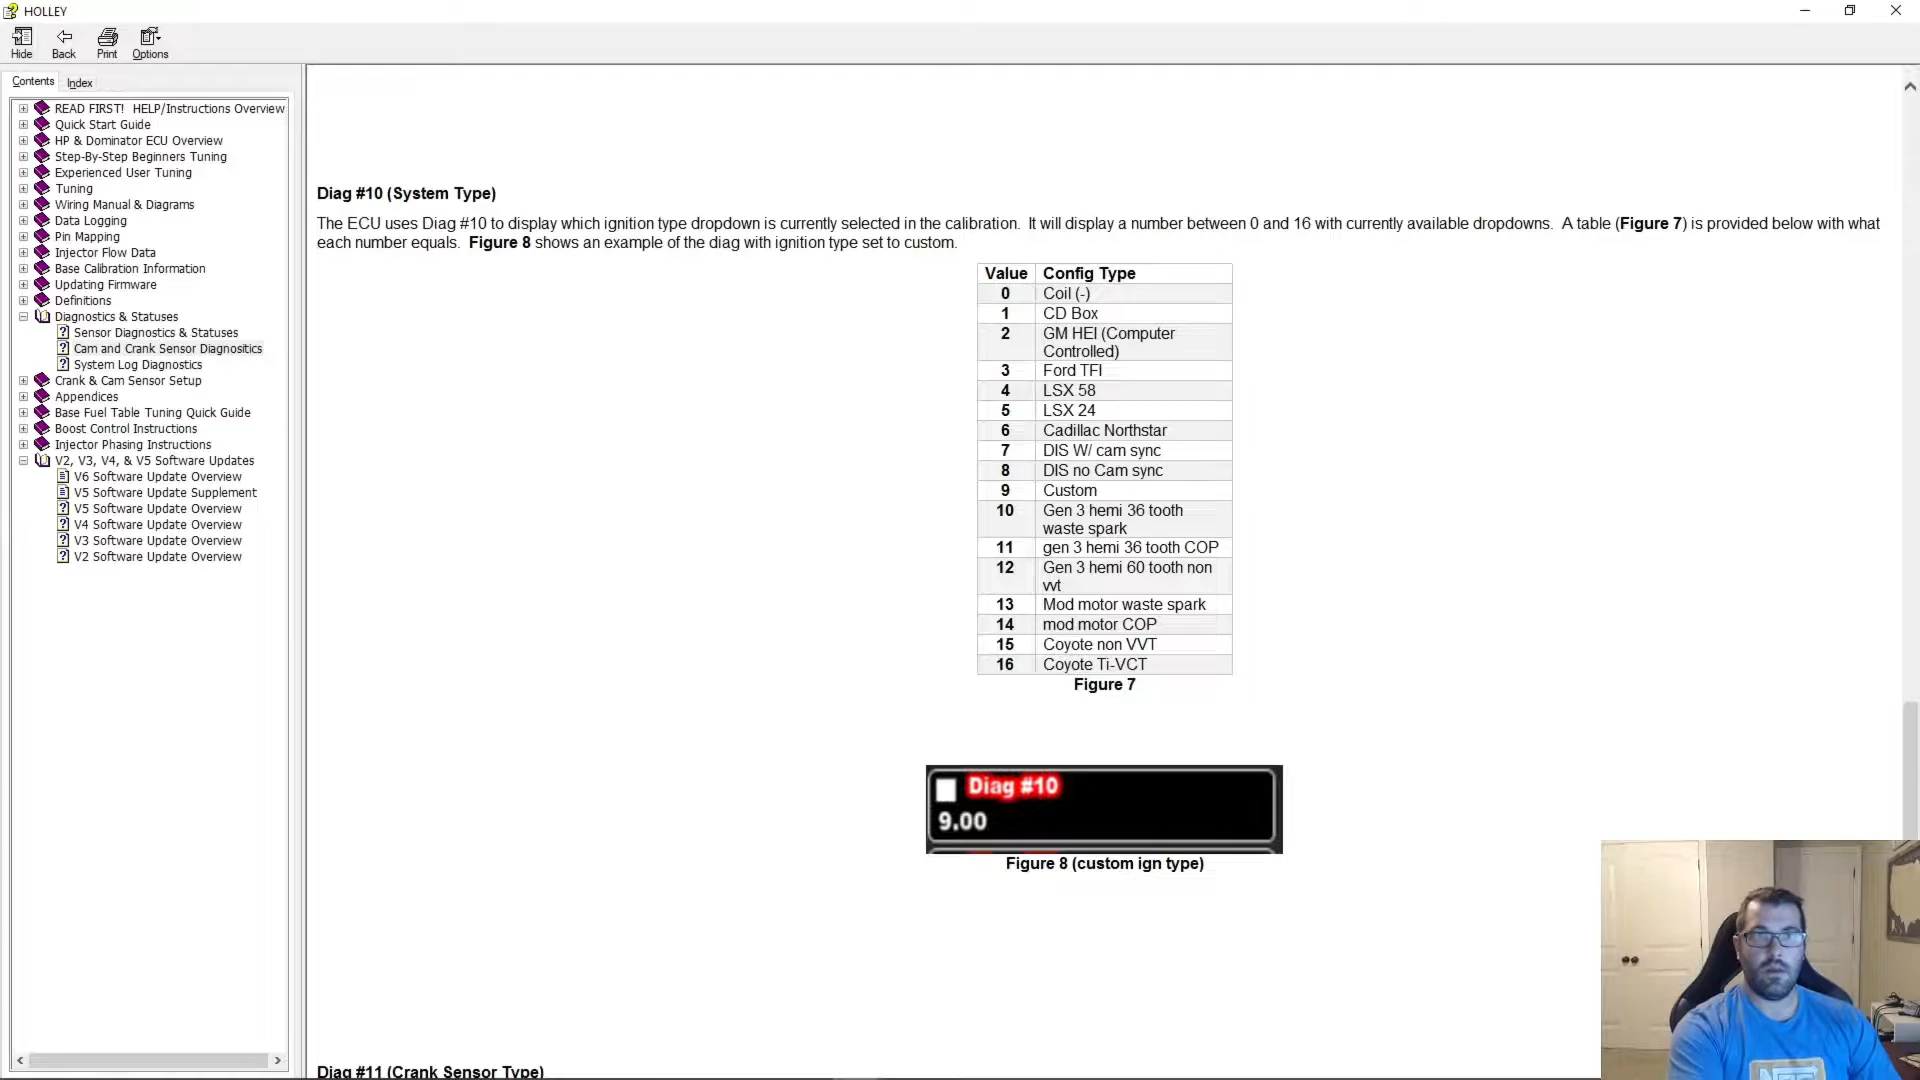 HOLLEY
Hide
Back
Print
Options
Contents
Index
READ FIRST!  HELP/Instructions Overview
Quick Start Guide
HP & Dominator ECU Overview
Step-By-Step Beginners Tuning
Experienced User Tuning
Tuning
Wiring Manual & Diagrams
Data Logging
Pin Mapping
Injector Flow Data
Base Calibration Information
Updating Firmware
Definitions
Diagnostics & Statuses
Sensor Diagnostics & Statuses
Cam and Crank Sensor Diagnositics
System Log Diagnostics
Crank & Cam Sensor Setup
Appendices
Base Fuel Table Tuning Quick Guide
Boost Control Instructions
Injector Phasing Instructions
V2, V3, V4, & V5 Software Updates
V6 Software Update Overview
V5 Software Update Supplement
V5 Software Update Overview
V4 Software Update Overview
V3 Software Update Overview
V2 Software Update Overview
Diag #10 (System Type)
The ECU uses Diag #10 to display which ignition type dropdown is currently selected in the calibration.  It will display a number between 0 and 16 with currently available dropdowns.  A table (Figure 7) is provided below with what
each number equals.  Figure 8 shows an example of the diag with ignition type set to custom.
Value Config Type
0 Coil (-)
1 CD Box
2 GM HEI (Computer
Controlled)
3 Ford TFI
4 LSX 58
5 LSX 24
6 Cadillac Northstar
7 DIS W/ cam sync
8 DIS no Cam sync
9 Custom
10 Gen 3 hemi 36 tooth
waste spark
11 gen 3 hemi 36 tooth COP
12 Gen 3 hemi 60 tooth non
vvt
13 Mod motor waste spark
14 mod motor COP
15 Coyote non VVT
16 Coyote Ti-VCT
Figure 7
Diag #10
9.00
Figure 8 (custom ign type)
Diag #11 (Crank Sensor Type)